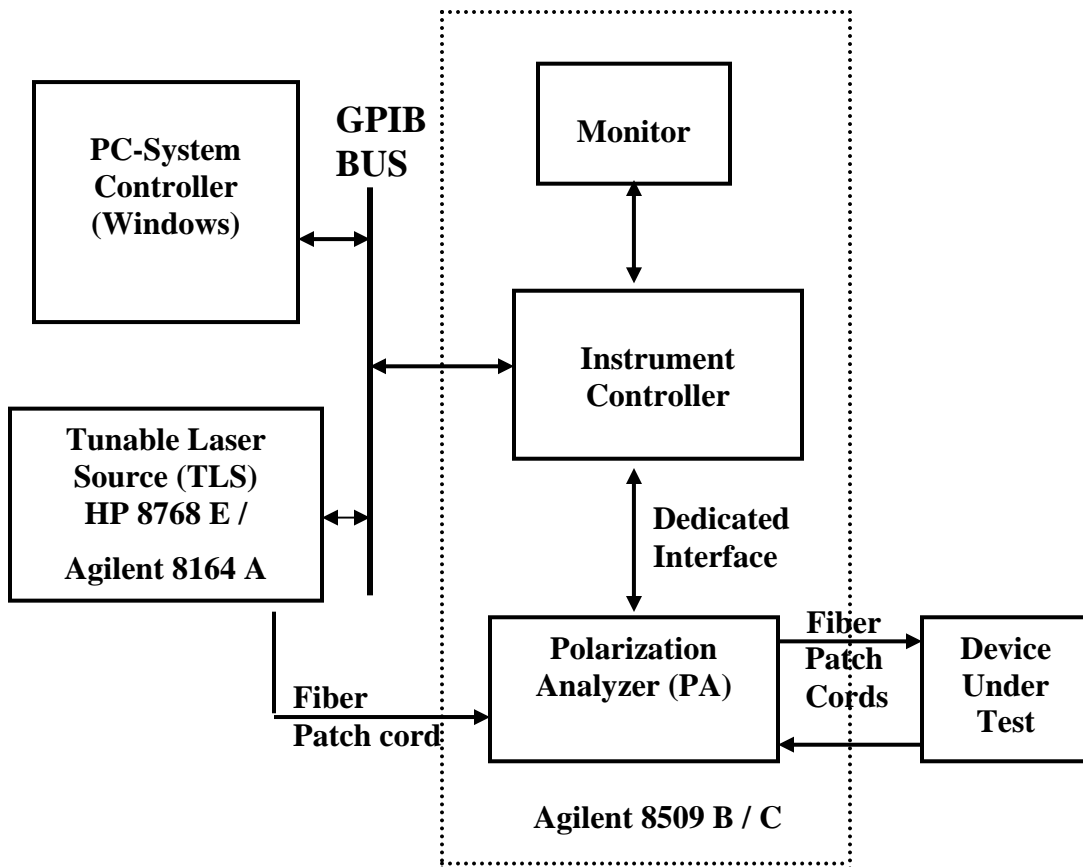 PC-System
Controller
(Windows)
GPIB
BUS
Monitor
Instrument
Controller
Tunable Laser
Source (TLS)
HP 8768 E /
Agilent 8164 A
Dedicated
Interface
Polarization
Analyzer (PA)
Fiber
Patch
Cords
Device
Under
Test
Fiber
Patch cord
Agilent 8509 B / C